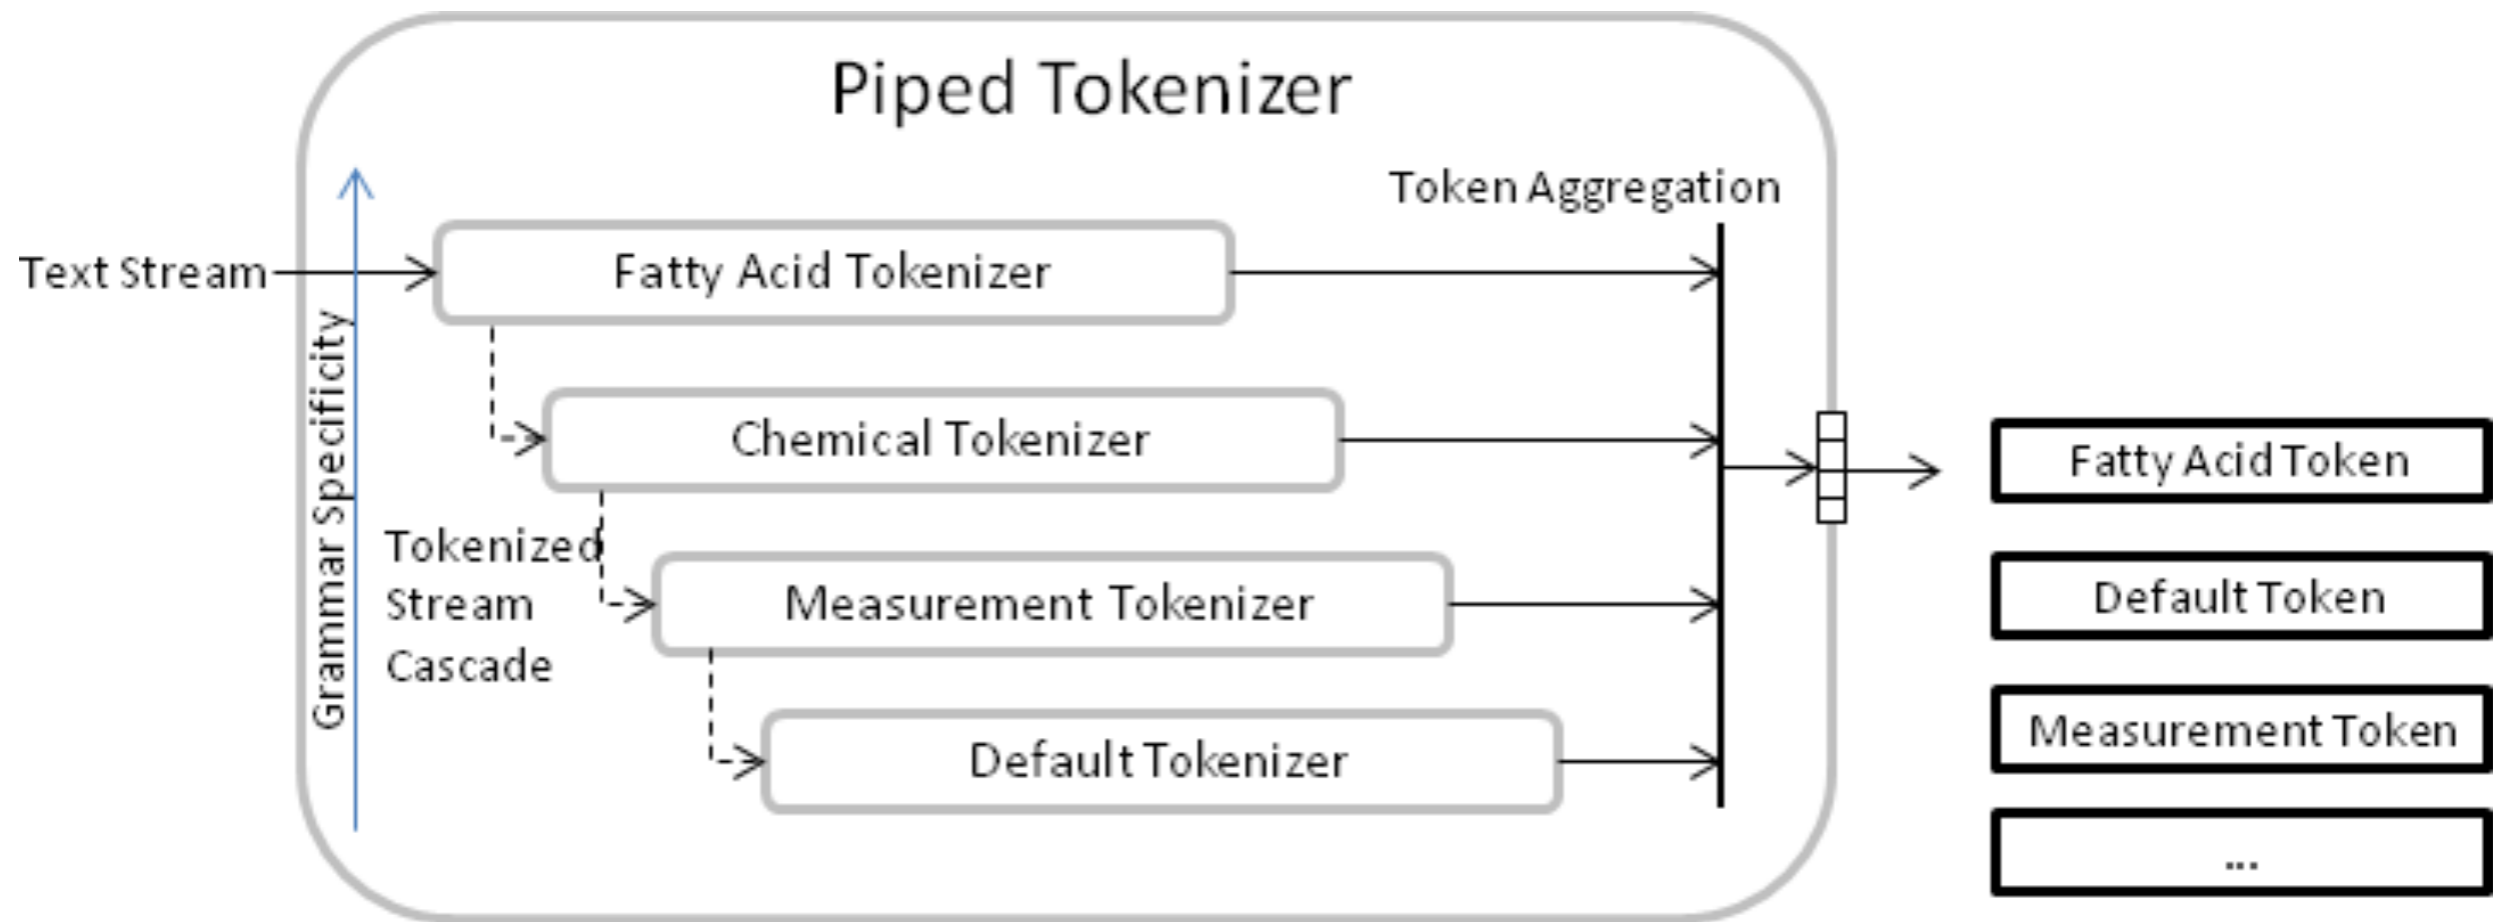 Piped Tokenizer
Token Aggregation
Text Stream
Fatty Acid Tokenizer
Grammar Specificity
Chemical Tokenizer
Tokenized
Stream
Cascade
Measurement Tokenizer
Default Tokenizer
Fatty Acid Token
Default Token
Measurement Token
...